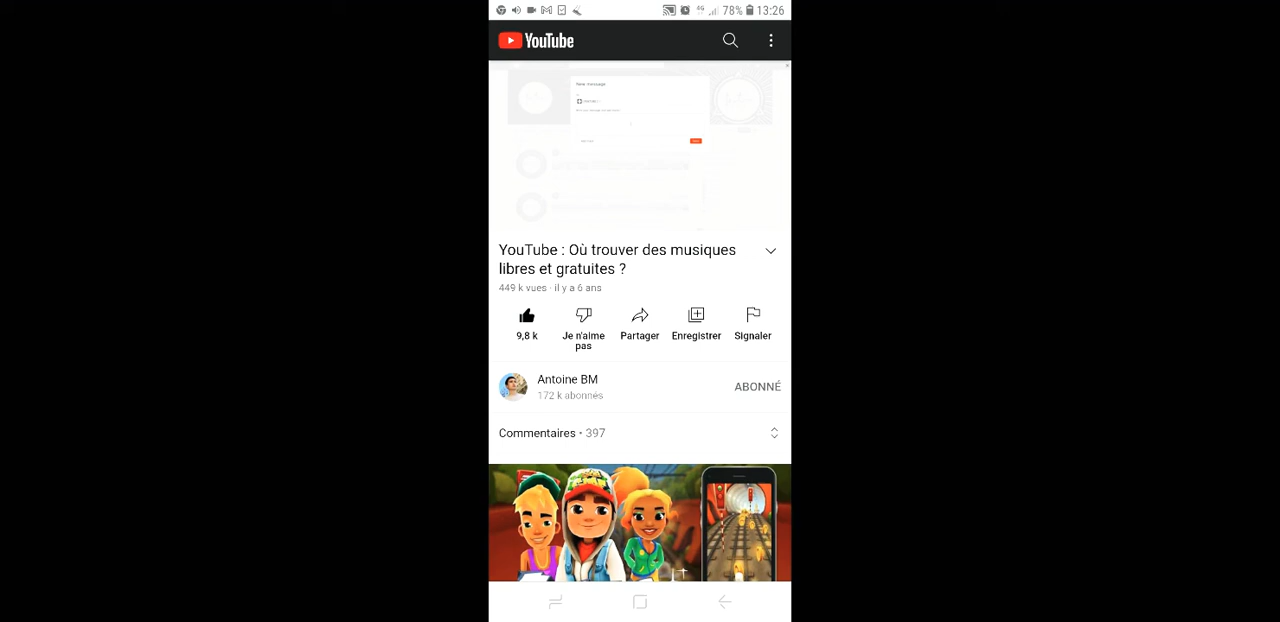 4G 78% 13:26
YouTube
YouTube : Où trouver des musiques
libres et gratuites ?
449 k vues · il y a 6 ans
9,8 k
Je n'aime
pas
Partager
Enregistrer
Signaler
Antoine BM
172 k abonnés
ABONNÉ
Commentaires • 397